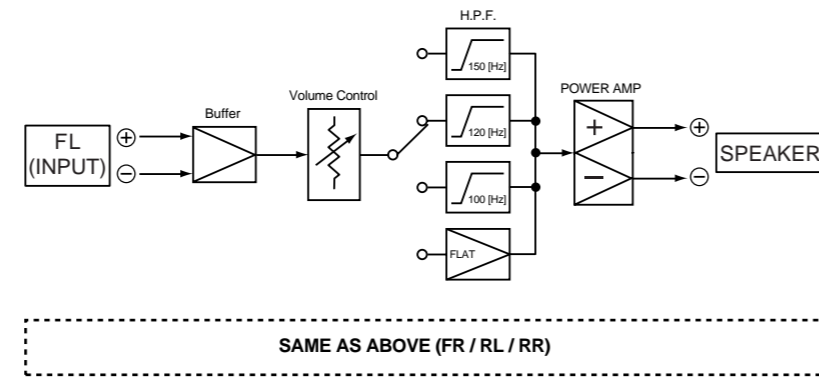 H.P.F.
150 [Hz]
Volume Control
POWER AMP
Buffer
120 [Hz]
FL
(INPUT)
+
−
+
−
+
−
SPEAKER
100 [Hz]
FLAT
SAME AS ABOVE (FR / RL / RR)